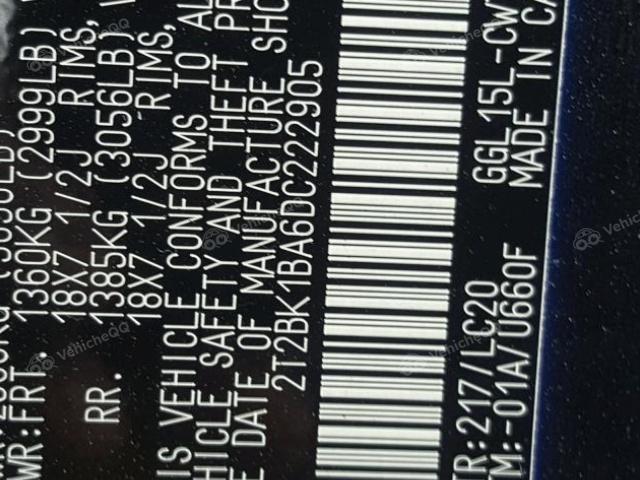 WR:FRT. 1360KG (2999LB)
18X7 1/2J RIMS,
RR. 1385KG (3056LB)
18X7 1/2J RIMS,
IS VEHICLE CONFORMS TO AL
HICLE SAFETY AND THEFT PR
E DATE OF MANUFACTURE SHO
2T2BK1BA6DC222905
TR:217/LC20 GGL15L-CW
TM:-01A/U660F MADE IN CA
VehicleQQ